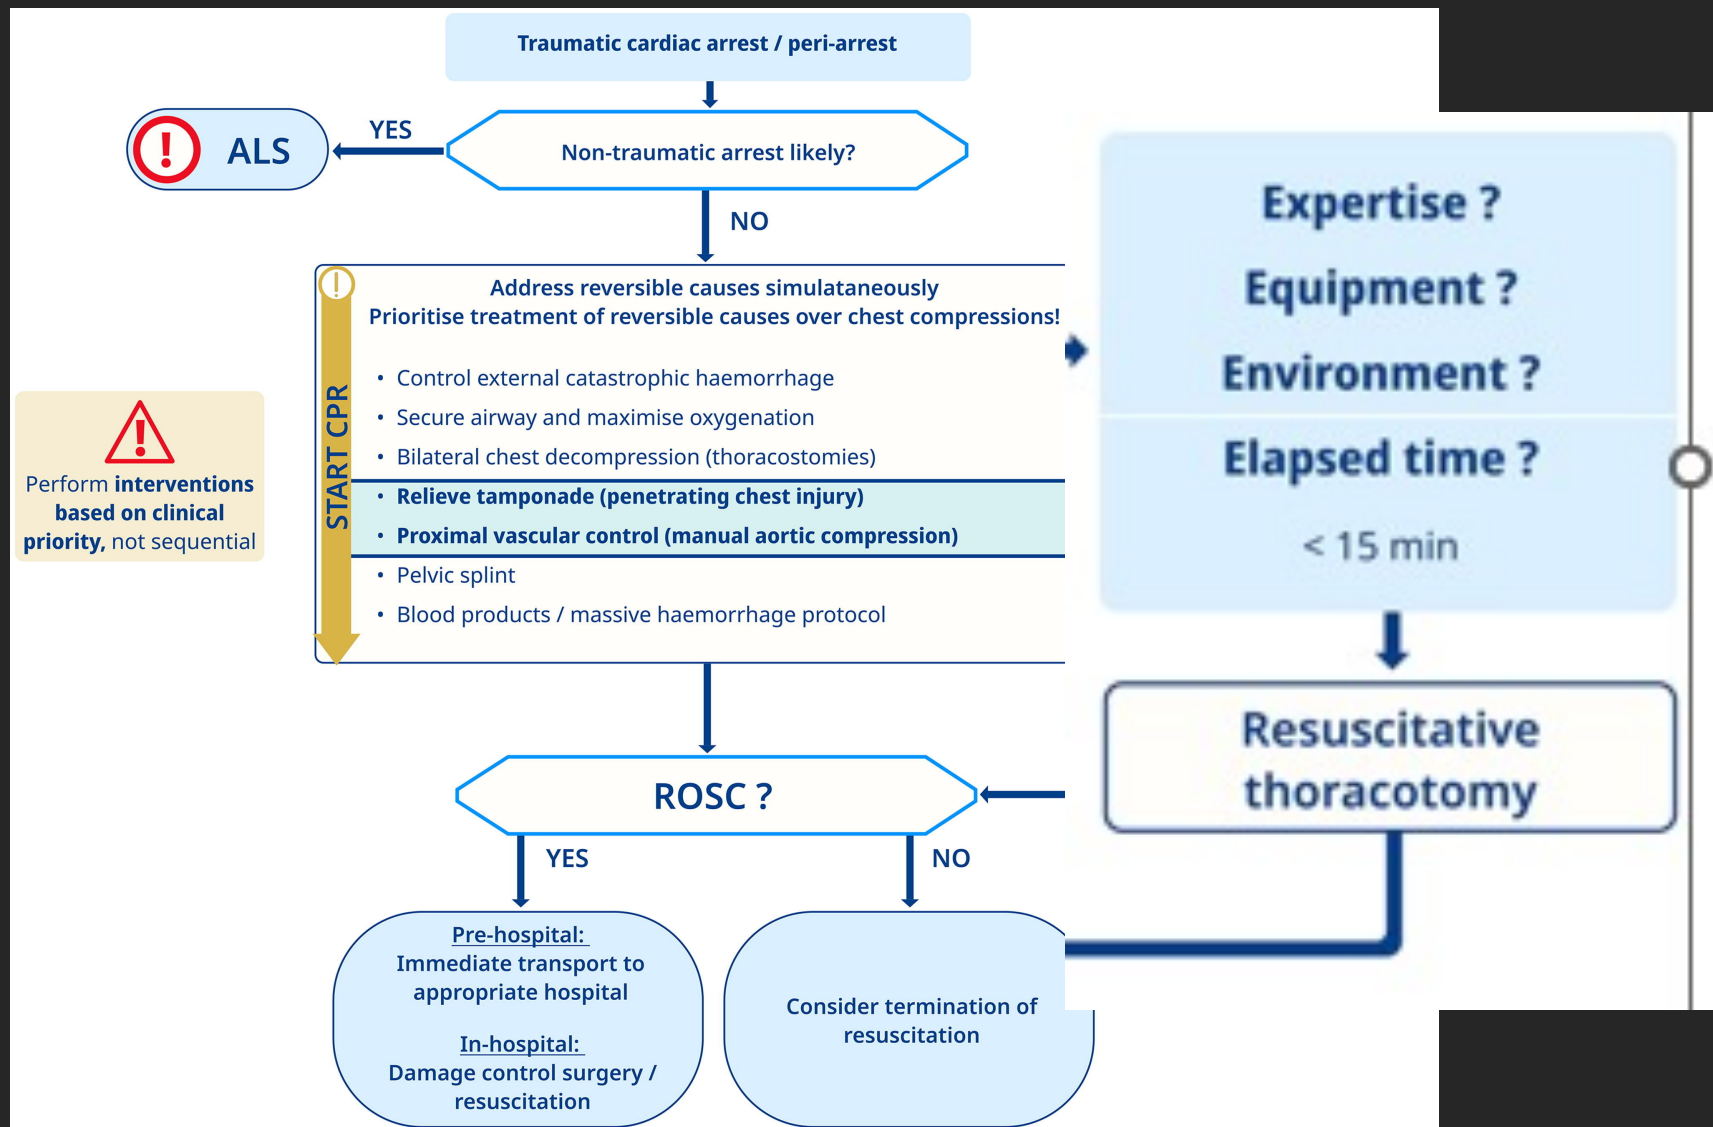 Traumatic cardiac arrest / peri-arrest
YES
ALS
Non-traumatic arrest likely?
NO
Address reversible causes simulataneously
Prioritise treatment of reversible causes over chest compressions!
START CPR
• Control external catastrophic haemorrhage
• Secure airway and maximise oxygenation
• Bilateral chest decompression (thoracostomies)
• Relieve tamponade (penetrating chest injury)
• Proximal vascular control (manual aortic compression)
• Pelvic splint
• Blood products / massive haemorrhage protocol
Perform interventions
based on clinical
priority, not sequential
Expertise ?
Equipment ?
Environment ?
Elapsed time ?
< 15 min
Resuscitative
thoracotomy
ROSC ?
YES
NO
Pre-hospital:
Immediate transport to
appropriate hospital
In-hospital:
Damage control surgery /
resuscitation
Consider termination of
resuscitation